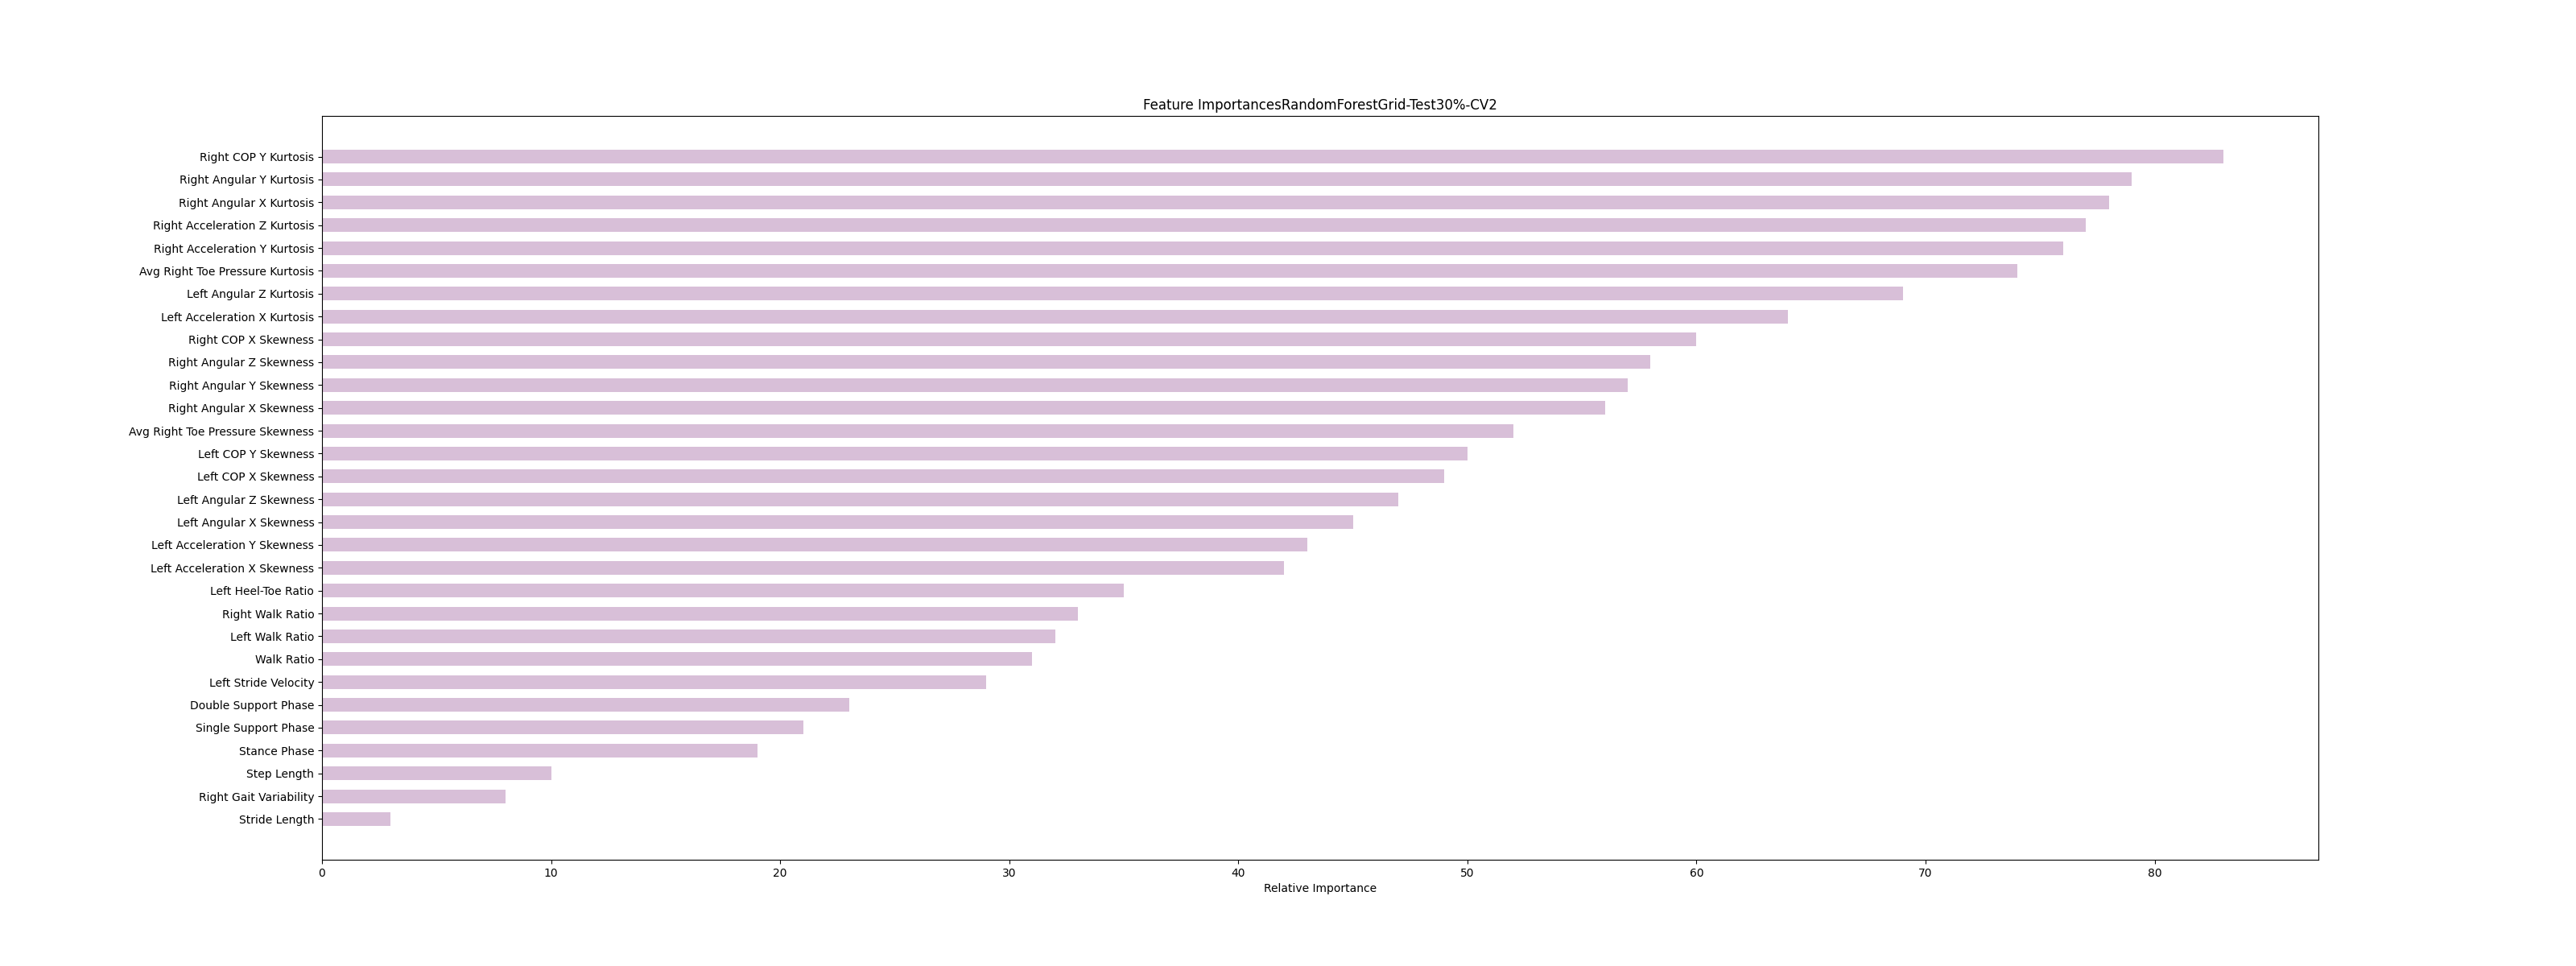 Feature ImportancesRandomForestGrid-Test30%-CV2
Right COP Y Kurtosis
Right Angular Y Kurtosis
Right Angular X Kurtosis
Right Acceleration Z Kurtosis
Right Acceleration Y Kurtosis
Avg Right Toe Pressure Kurtosis
Left Angular Z Kurtosis
Left Acceleration X Kurtosis
Right COP X Skewness
Right Angular Z Skewness
Right Angular Y Skewness
Right Angular X Skewness
Avg Right Toe Pressure Skewness
Left COP Y Skewness
Left COP X Skewness
Left Angular Z Skewness
Left Angular X Skewness
Left Acceleration Y Skewness
Left Acceleration X Skewness
Left Heel-Toe Ratio
Right Walk Ratio
Left Walk Ratio
Walk Ratio
Left Stride Velocity
Double Support Phase
Single Support Phase
Stance Phase
Step Length
Right Gait Variability
Stride Length
0 10 20 30 40 50 60 70 80
Relative Importance